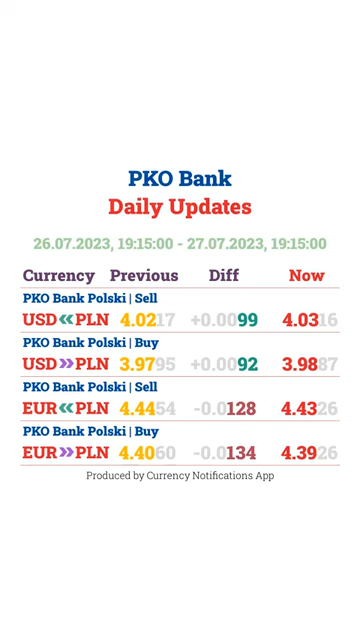 PKO Bank
Daily Updates
26.07.2023, 19:15:00 - 27.07.2023, 19:15:00
Currency Previous Diff Now
PKO Bank Polski | Sell
USD «« PLN 4.0217 +0.0099 4.0316
PKO Bank Polski | Buy
USD »» PLN 3.9795 +0.0092 3.9887
PKO Bank Polski | Sell
EUR «« PLN 4.4454 -0.0128 4.4326
PKO Bank Polski | Buy
EUR »» PLN 4.4060 -0.0134 4.3926
Produced by Currency Notifications App